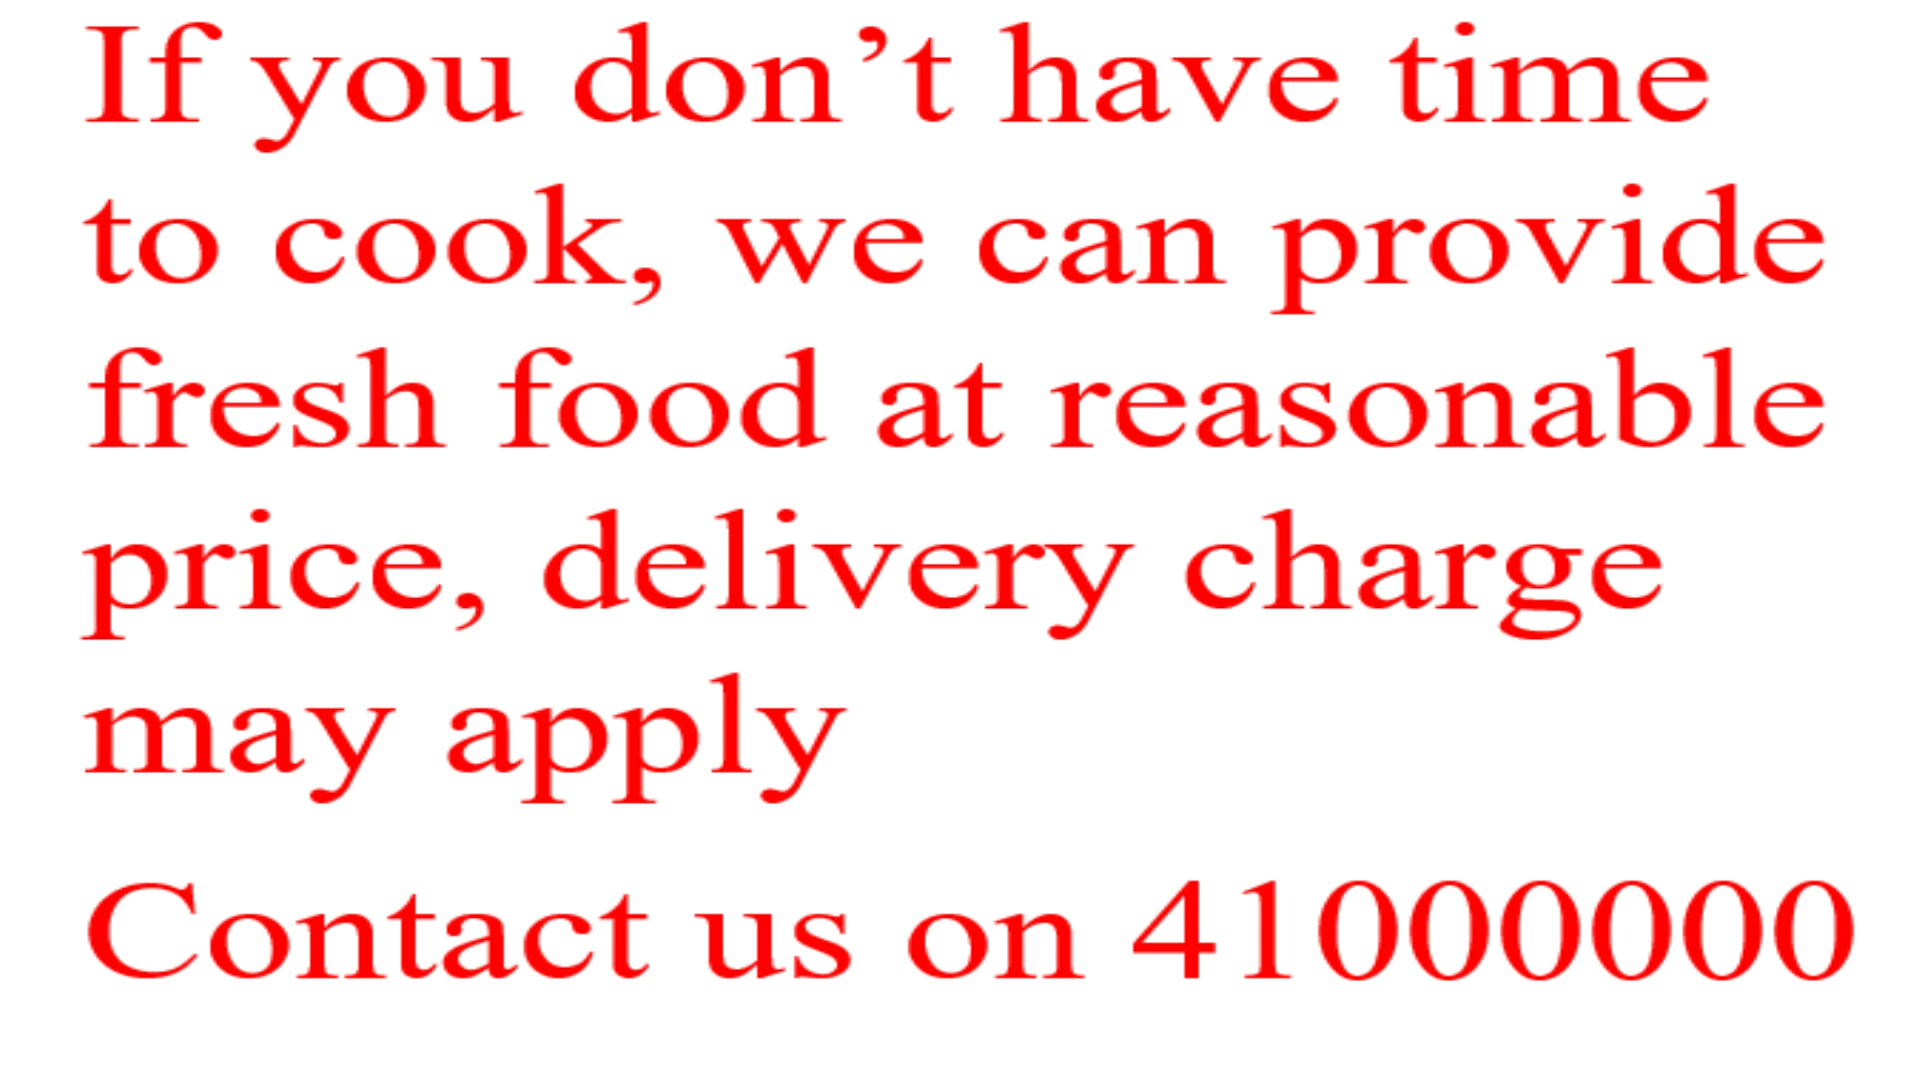 If you don’t have time
to cook, we can provide
fresh food at reasonable
price, delivery charge
may apply
Contact us on 41000000